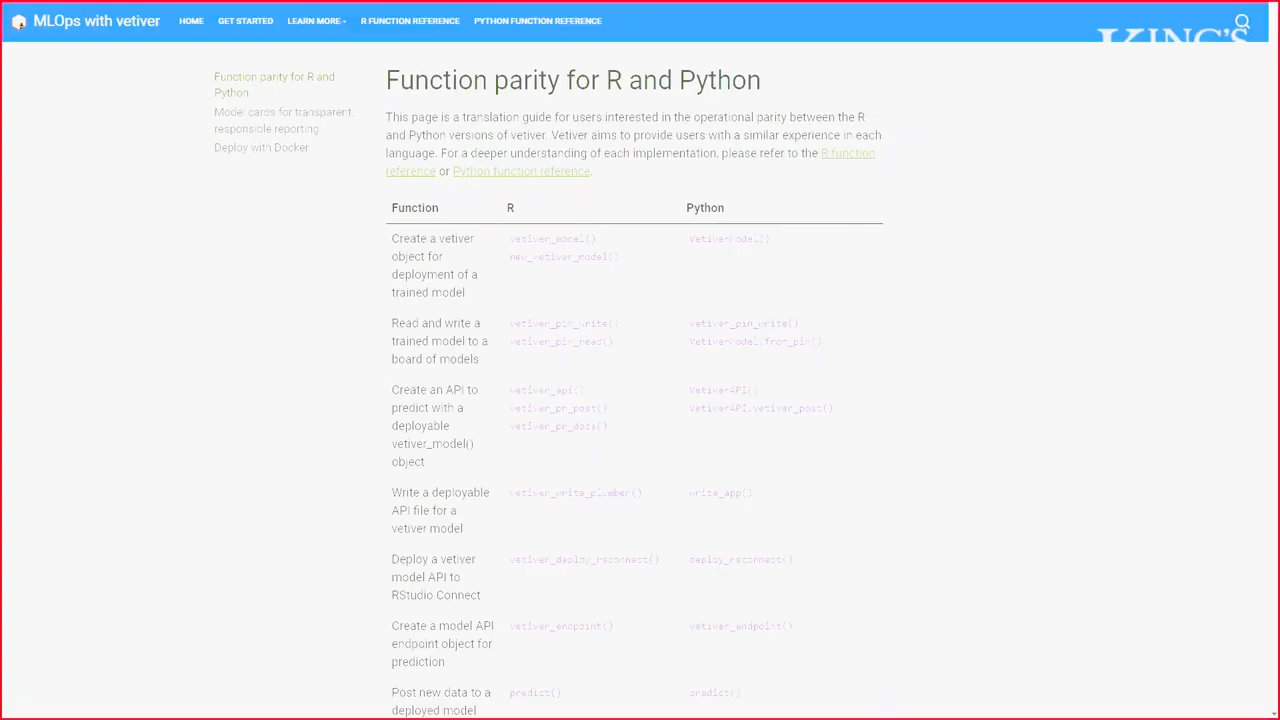 MLOps with vetiver HOME GET STARTED LEARN MORE R FUNCTION REFERENCE PYTHON FUNCTION REFERENCE
KING'S
Function parity for R and
Python
Model cards for transparent,
responsible reporting
Deploy with Docker
Function parity for R and Python
This page is a translation guide for users interested in the operational parity between the R
and Python versions of vetiver. Vetiver aims to provide users with a similar experience in each
language. For a deeper understanding of each implementation, please refer to the R function
reference or Python function reference.
Function R Python
Create a vetiver vetiver_model() VetiverModel()
object for new_vetiver_model()
deployment of a
trained model
Read and write a vetiver_pin_write() vetiver_pin_write()
trained model to a vetiver_pin_read() VetiverModel.from_pin()
board of models
Create an API to vetiver_api() VetiverAPI()
predict with a vetiver_pr_post() VetiverAPI.vetiver_post()
deployable vetiver_pr_docs()
vetiver_model()
object
Write a deployable vetiver_write_plumber() write_app()
API file for a
vetiver model
Deploy a vetiver vetiver_deploy_rsconnect() deploy_rsconnect()
model API to
RStudio Connect
Create a model API vetiver_endpoint() vetiver_endpoint()
endpoint object for
prediction
Post new data to a predict() predict()
deployed model